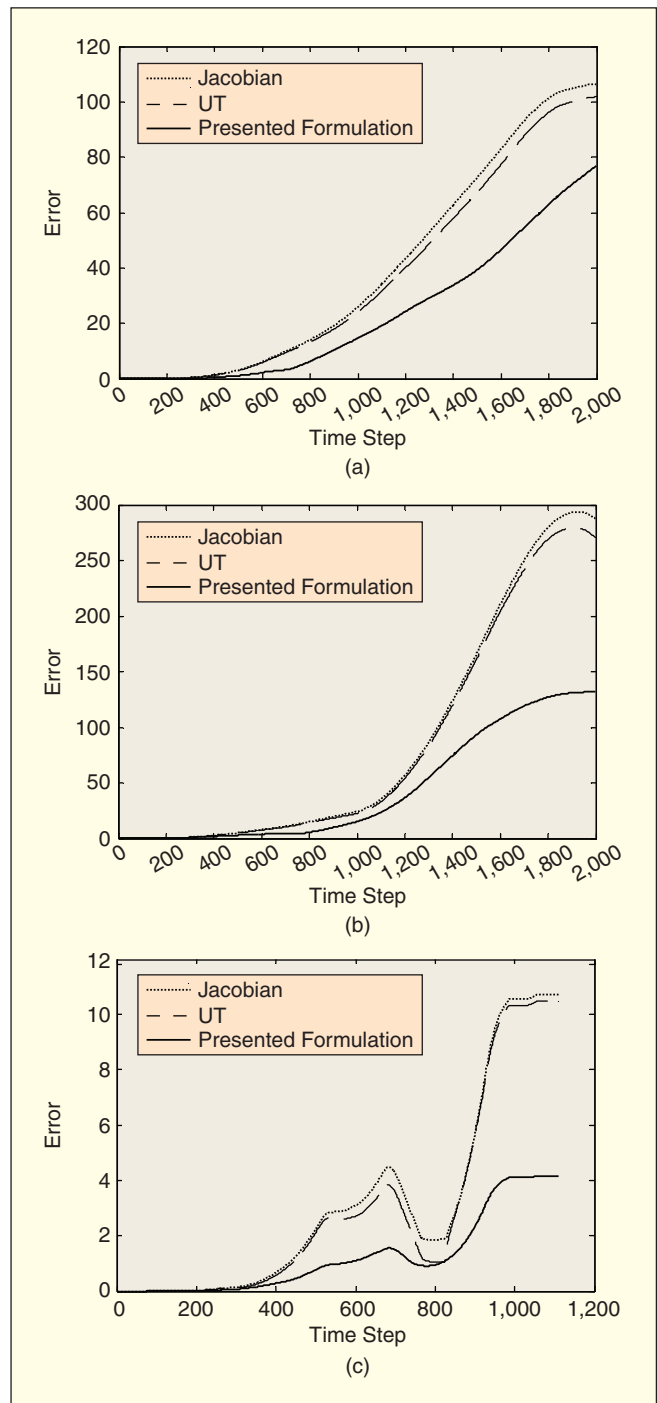 120
100
80
60
40
20
0
Error
Jacobian
UT
Presented Formulation
0 200 400 600 800 1,000 1,200 1,400 1,600 1,800 2,000
Time Step
(a)
300
250
200
150
100
50
0
Error
Jacobian
UT
Presented Formulation
0 200 400 600 800 1,000 1,200 1,400 1,600 1,800 2,000
Time Step
(b)
12
10
8
6
4
2
0
Error
Jacobian
UT
Presented Formulation
0 200 400 600 800 1,000 1,200
Time Step
(c)